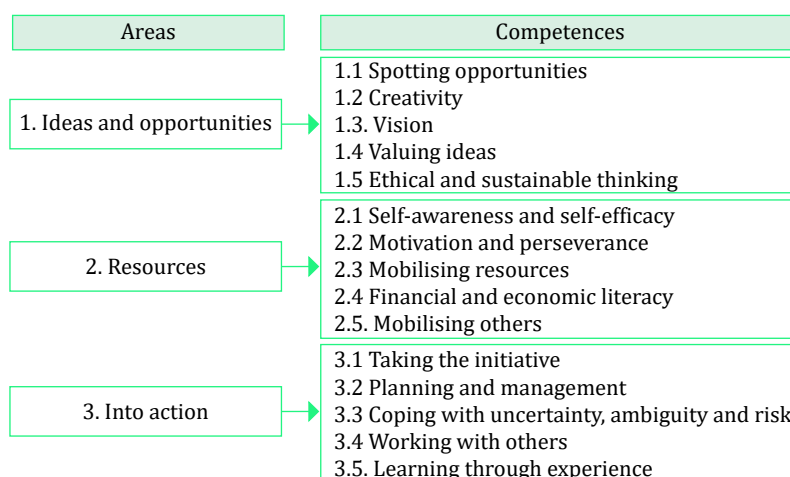 Areas
Competences
1. Ideas and opportunities
1.1 Spotting opportunities
1.2 Creativity
1.3. Vision
1.4 Valuing ideas
1.5 Ethical and sustainable thinking
2. Resources
2.1 Self-awareness and self-efficacy
2.2 Motivation and perseverance
2.3 Mobilising resources
2.4 Financial and economic literacy
2.5. Mobilising others
3. Into action
3.1 Taking the initiative
3.2 Planning and management
3.3 Coping with uncertainty, ambiguity and risk
3.4 Working with others
3.5. Learning through experience